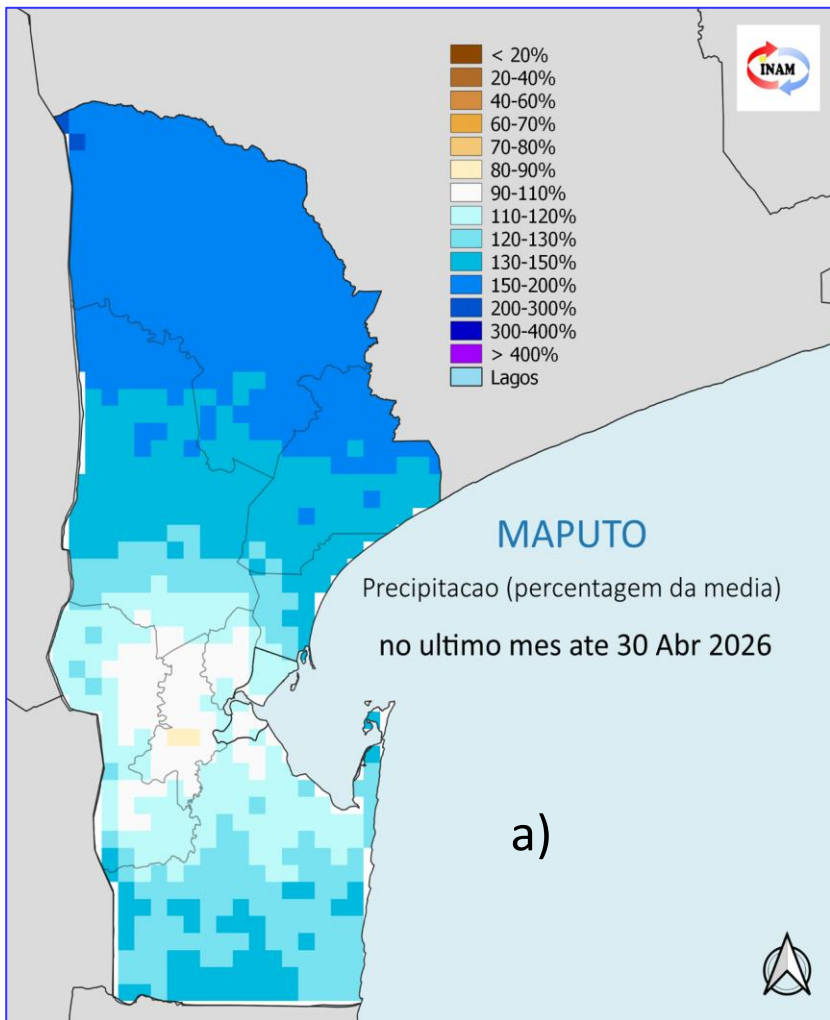 < 20%
20-40%
40-60%
60-70%
70-80%
80-90%
90-110%
110-120%
120-130%
130-150%
150-200%
200-300%
300-400%
> 400%
Lagos
INAM
MAPUTO
Precipitacao (percentagem da media)
no ultimo mes ate 30 Abr 2026
a)